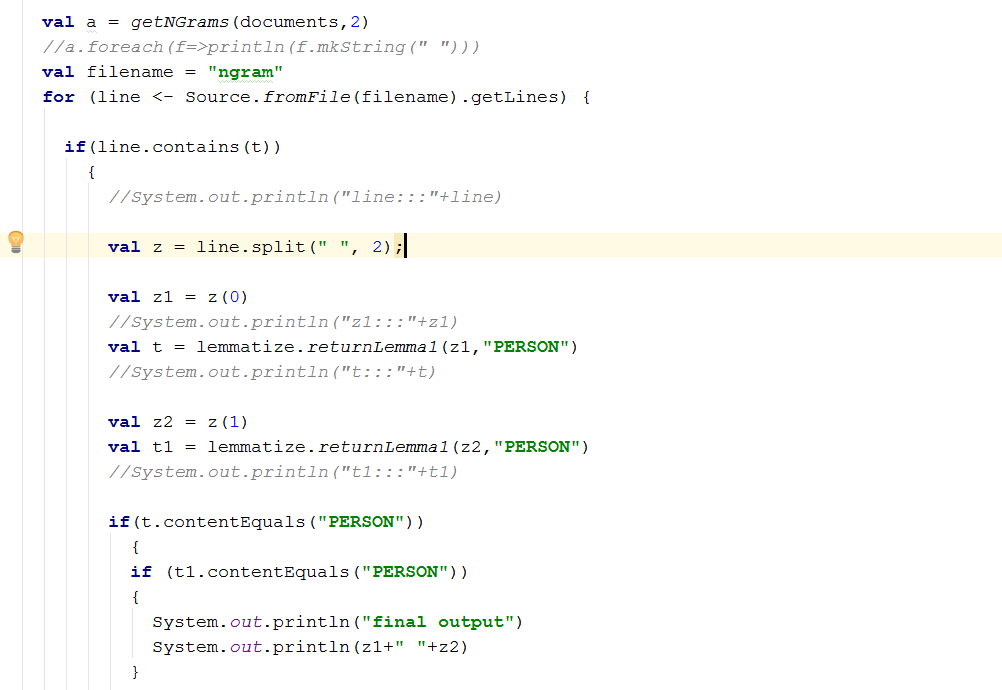 val a = getNGrams(documents,2)
//a.foreach(f=>println(f.mkString(" ")))
val filename = "ngram"
for (line <- Source.fromFile(filename).getLines) {
if(line.contains(t))
{
//System.out.println("line:::"+line)
val z = line.split(" ", 2);
val z1 = z(0)
//System.out.println("z1:::"+z1)
val t = lemmatize.returnLemma1(z1,"PERSON")
//System.out.println("t:::"+t)
val z2 = z(1)
val t1 = lemmatize.returnLemma1(z2,"PERSON")
//System.out.println("t1:::"+t1)
if(t.contentEquals("PERSON"))
{
if (t1.contentEquals("PERSON"))
{
System.out.println("final output")
System.out.println(z1+" "+z2)
}